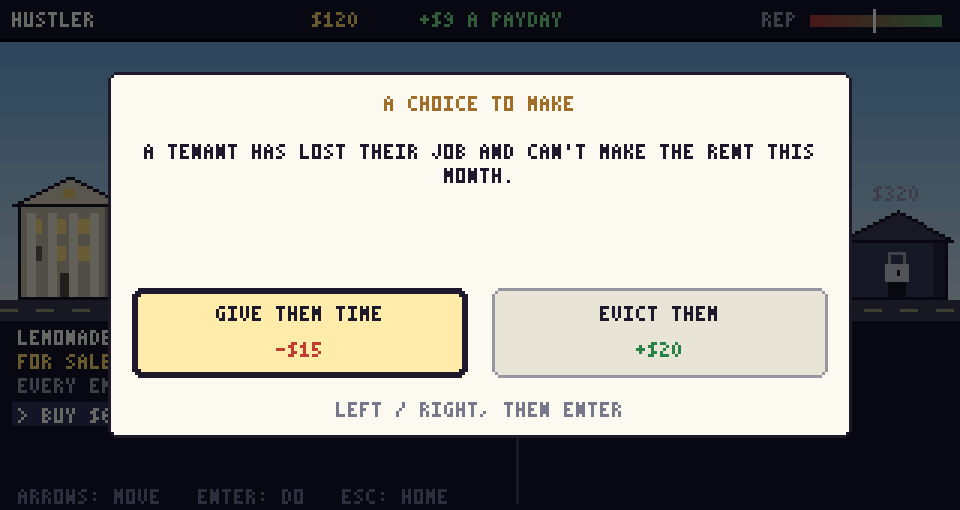 HUSTLER $120 +$9 A PAYDAY REP
A CHOICE TO MAKE
A TENANT HAS LOST THEIR JOB AND CAN'T MAKE THE RENT THIS
MONTH.
$320
GIVE THEM TIME EVICT THEM
-$15 +$20
LEMONADE
FOR SALE
EVERY
LEFT / RIGHT, THEN ENTER
> BUY
ARROWS: MOVE ENTER: DO ESC: HOME